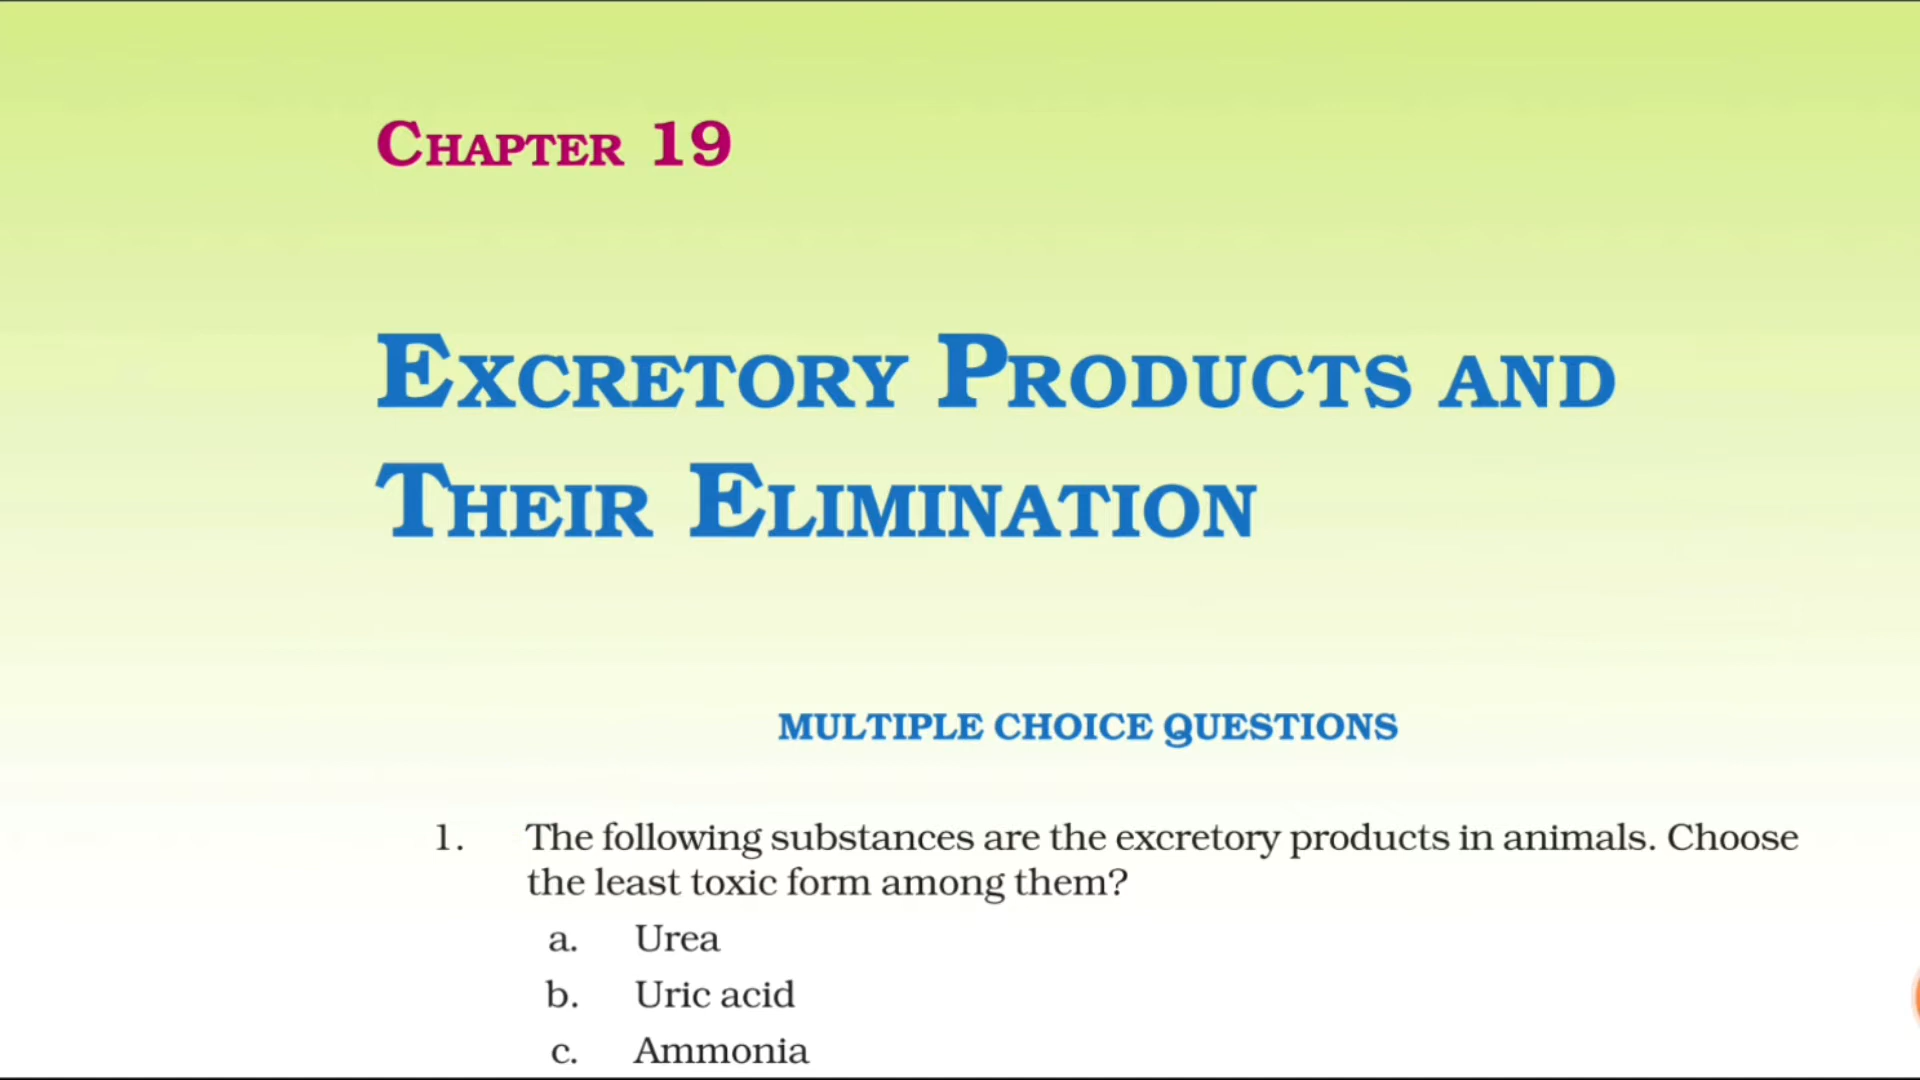 CHAPTER 19
EXCRETORY PRODUCTS AND
THEIR ELIMINATION
MULTIPLE CHOICE QUESTIONS
1. The following substances are the excretory products in animals. Choose
the least toxic form among them?
a. Urea
b. Uric acid
c. Ammonia